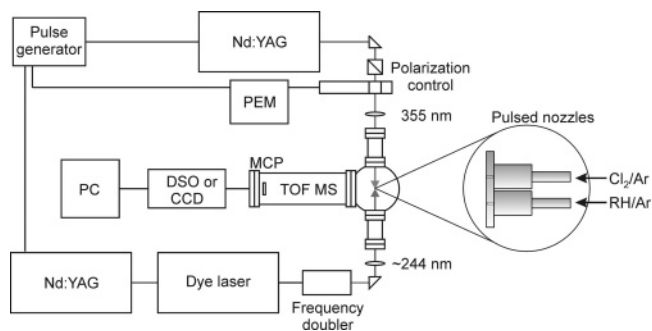 Pulse
generator
Nd:YAG
Polarization
control
PEM
355 nm
Pulsed nozzles
MCP
PC
DSO or
CCD
TOF MS
Cl₂/Ar
RH/Ar
~244 nm
Nd:YAG
Dye laser
Frequency
doubler